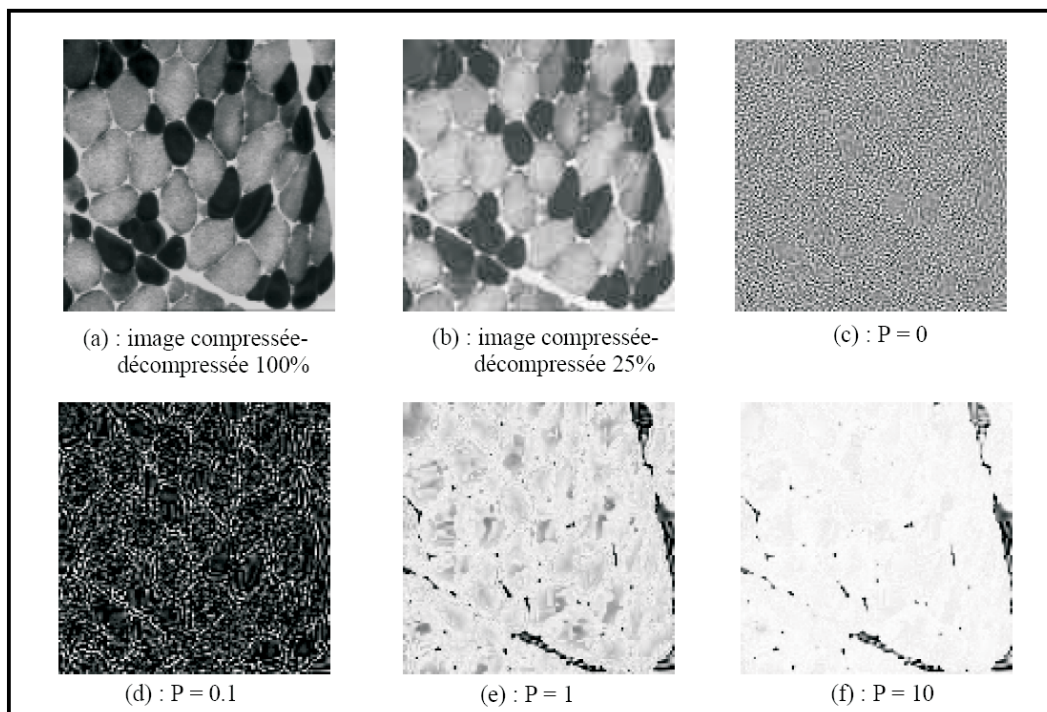 (a) : image compressée-
décompressée 100%
(b) : image compressée-
décompressée 25%
(c) : P = 0
(d) : P = 0.1
(e) : P = 1
(f) : P = 10